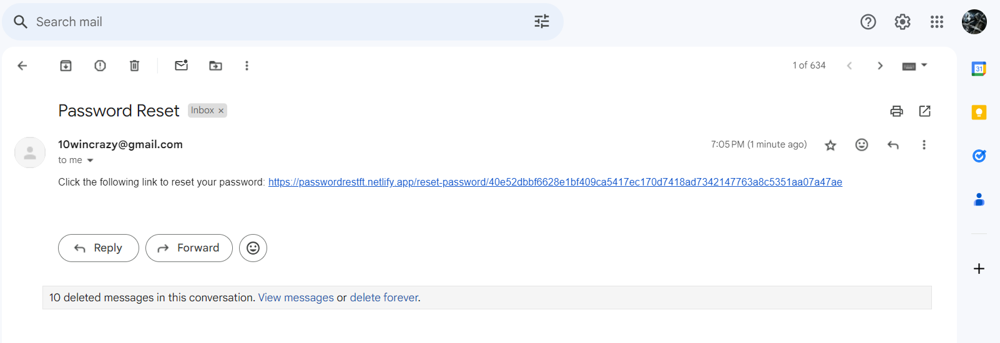 Search mail
1 of 634
31
Password Reset
Inbox ×
10wincrazy@gmail.com
7:05 PM (1 minute ago)
to me
Click the following link to reset your password: https://passwordrestft.netlify.app/reset-password/40e52dbbf6628e1bf409ca5417ec170d7418ad7342147763a8c5351aa07a47ae
Reply
Forward
10 deleted messages in this conversation. View messages or delete forever.